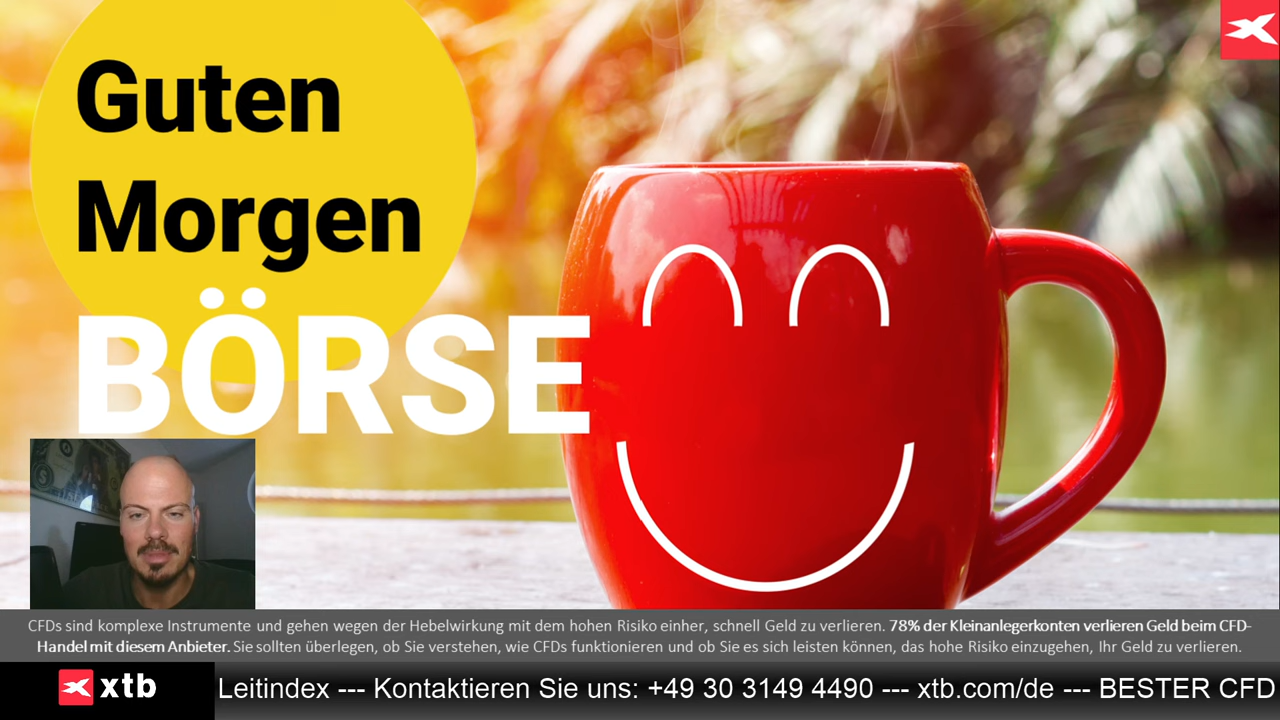 Guten
Morgen
BÖRSE
CFDs sind komplexe Instrumente und gehen wegen der Hebelwirkung mit dem hohen Risiko einher, schnell Geld zu verlieren. 78% der Kleinanlegerkonten verlieren Geld beim CFD-
Handel mit diesem Anbieter. Sie sollten überlegen, ob Sie verstehen, wie CFDs funktionieren und ob Sie es sich leisten können, das hohe Risiko einzugehen, Ihr Geld zu verlieren.
xtb
Leitindex --- Kontaktieren Sie uns: +49 30 3149 4490 --- xtb.com/de --- BESTER CFD